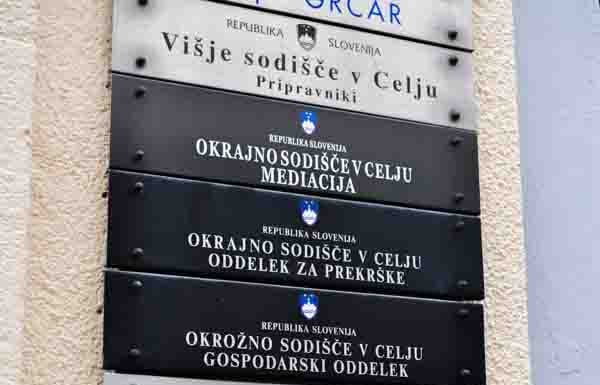 GRČAR
REPUBLIKA SLOVENIJA
Višje sodišče v Celju
Pripravniki
REPUBLIKA SLOVENIJA
OKRAJNO SODIŠČE V CELJU
MEDIACIJA
REPUBLIKA SLOVENIJA
OKRAJNO SODIŠČE V CELJU
ODDELEK ZA PREKRŠKE
REPUBLIKA SLOVENIJA
OKROŽNO SODIŠČE V CELJU
GOSPODARSKI ODDELEK